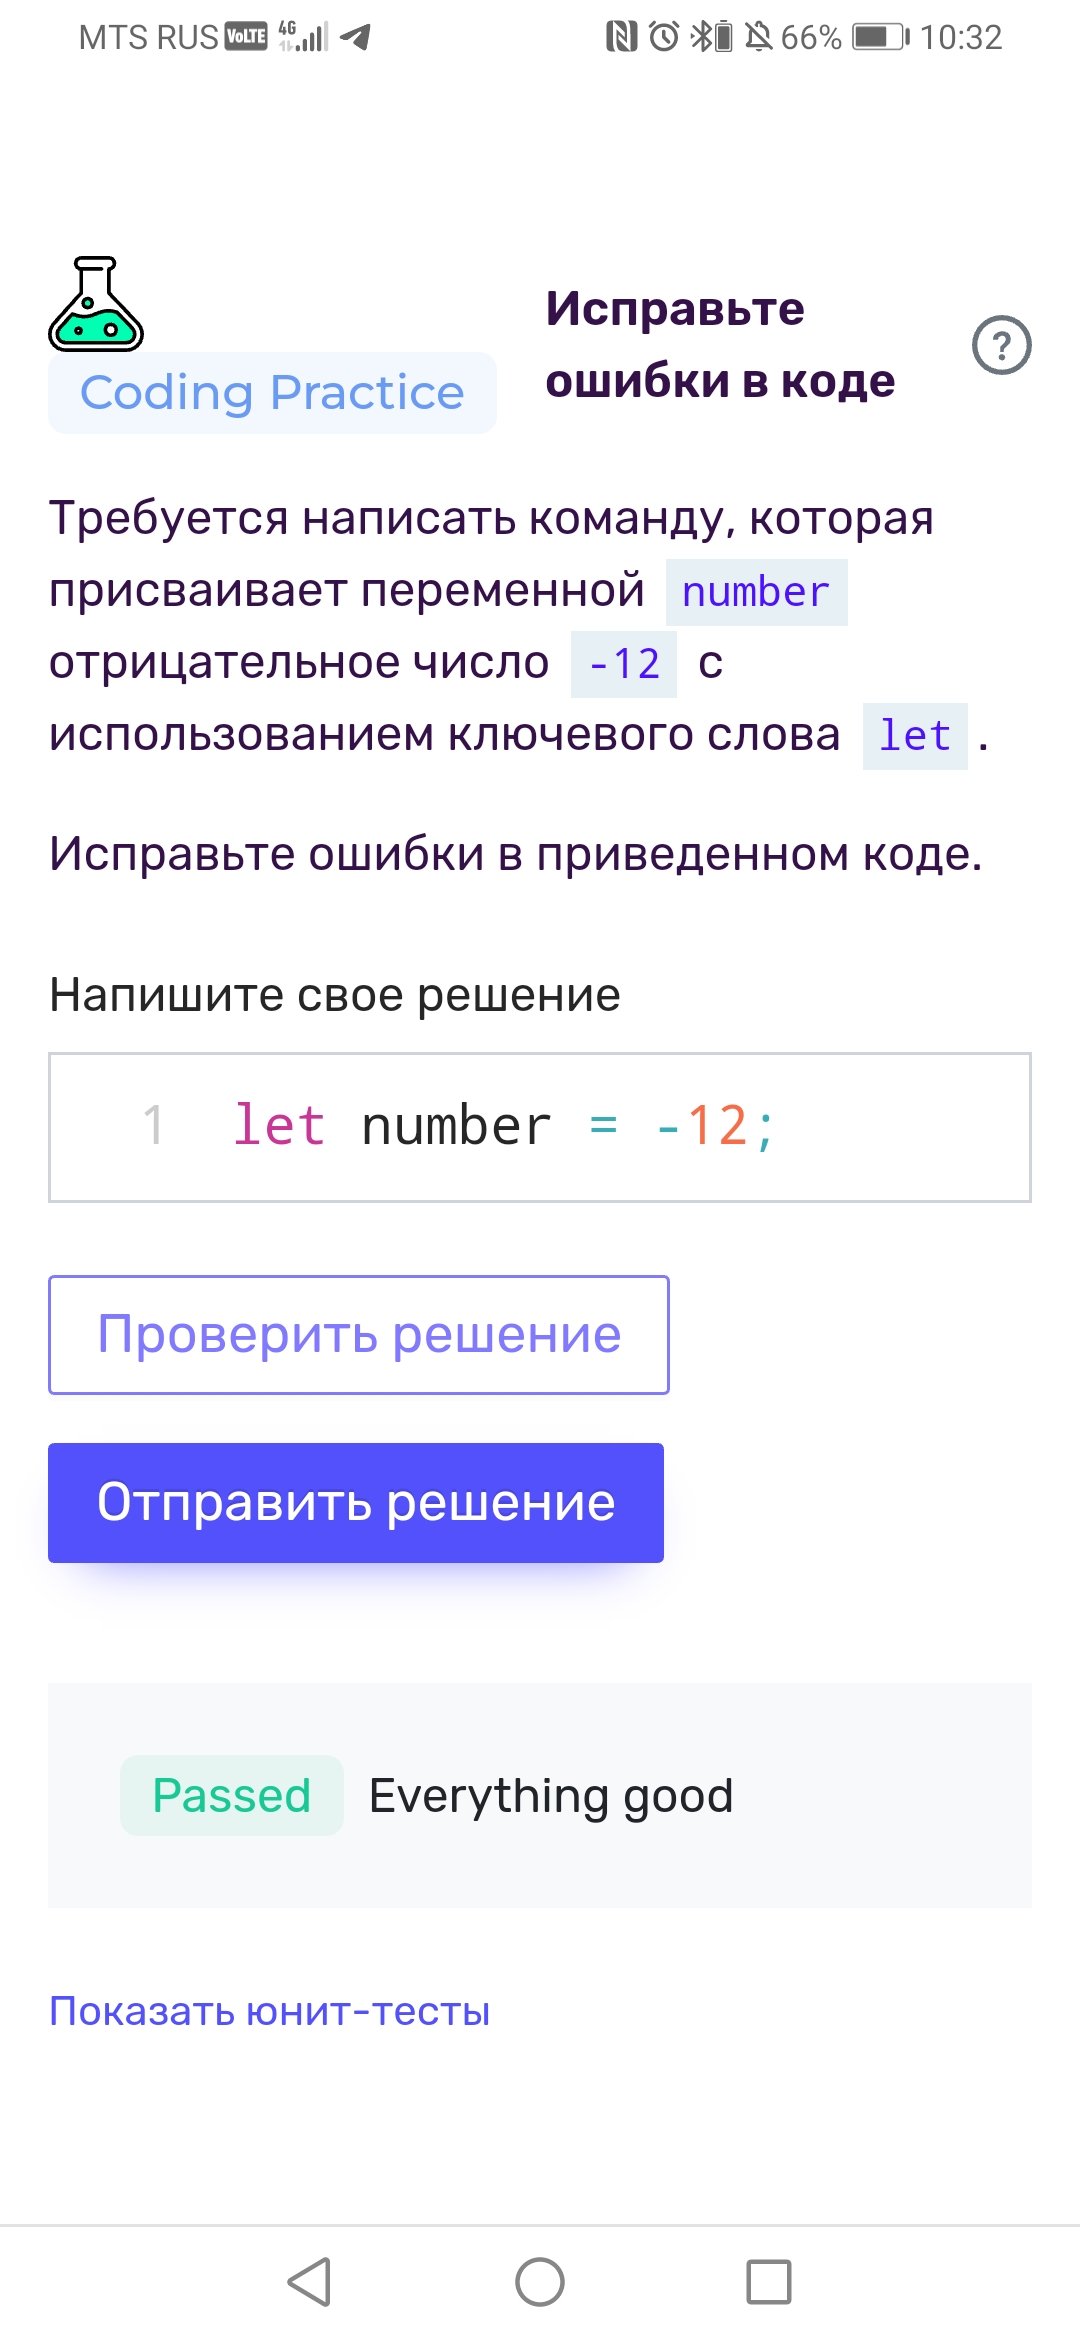 MTS RUS VoLTE 4G 66% 10:32
Coding Practice
Исправьте
ошибки в коде
?
Требуется написать команду, которая
присваивает переменной number
отрицательное число -12 с
использованием ключевого слова let .
Исправьте ошибки в приведенном коде.
Напишите свое решение
1 let number = -12;
Проверить решение
Отправить решение
Passed Everything good
Показать юнит-тесты